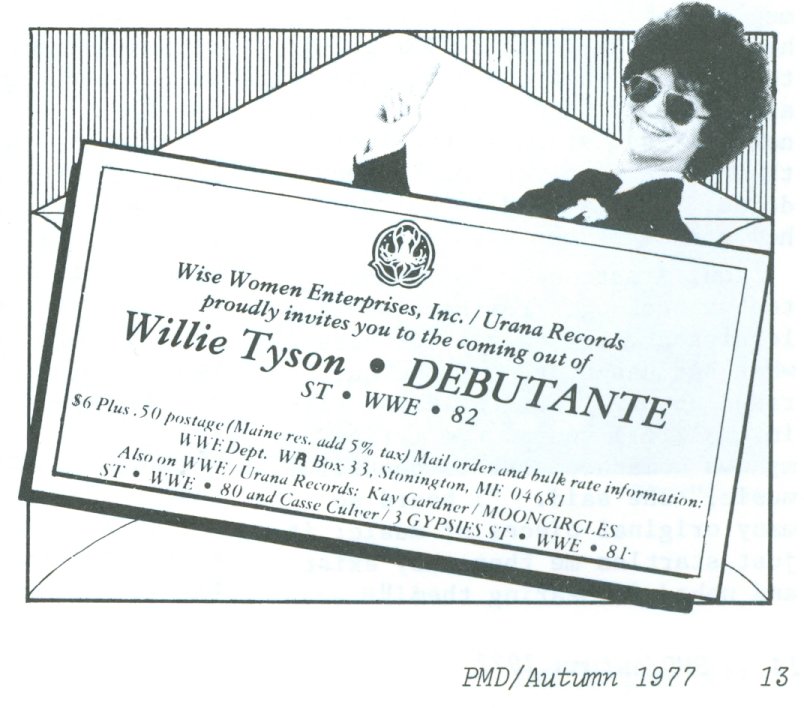 Wise Women Enterprises, Inc. / Urana Records
proudly invites you to the coming out of
Willie Tyson • DEBUTANTE
ST • WWE • 82
$6 Plus .50 postage (Maine res. add 5% tax) Mail order and bulk rate information:
WWE Dept. WR Box 33, Stonington, ME 04681
Also on WWE / Urana Records: Kay Gardner / MOONCIRCLES
ST • WWE • 80 and Casse Culver / 3 GYPSIES ST • WWE • 81
PMD/Autumn 1977 13